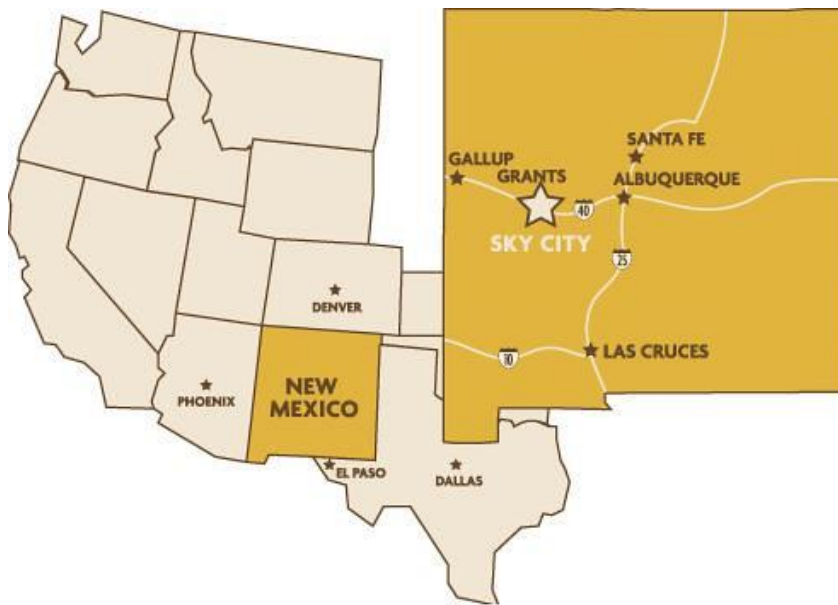 SANTA FE
GALLUP
GRANTS
ALBUQUERQUE
40
SKY CITY
25
DENVER
10
LAS CRUCES
NEW
MEXICO
PHOENIX
EL PASO
DALLAS